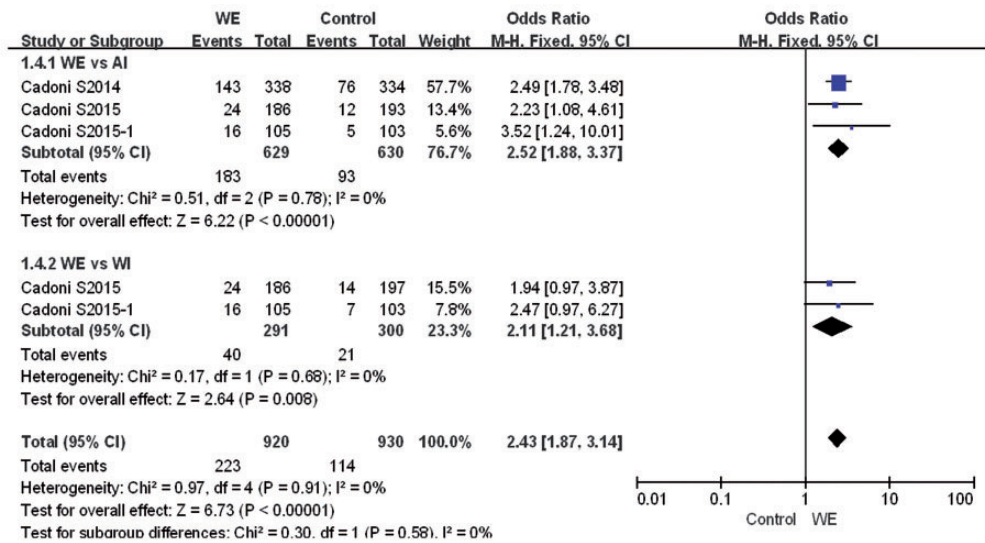 WE Control Odds Ratio Odds Ratio
Study or Subgroup Events Total Events Total Weight M-H. Fixed. 95% CI M-H. Fixed. 95% CI
1.4.1 WE vs AI
Cadoni S2014 143 338 76 334 57.7% 2.49 [1.78, 3.48]
Cadoni S2015 24 186 12 193 13.4% 2.23 [1.08, 4.61]
Cadoni S2015-1 16 105 5 103 5.6% 3.52 [1.24, 10.01]
Subtotal (95% CI) 629 630 76.7% 2.52 [1.88, 3.37]
Total events 183 93
Heterogeneity: Chi² = 0.51, df = 2 (P = 0.78); I² = 0%
Test for overall effect: Z = 6.22 (P < 0.00001)
1.4.2 WE vs WI
Cadoni S2015 24 186 14 197 15.5% 1.94 [0.97, 3.87]
Cadoni S2015-1 16 105 7 103 7.8% 2.47 [0.97, 6.27]
Subtotal (95% CI) 291 300 23.3% 2.11 [1.21, 3.68]
Total events 40 21
Heterogeneity: Chi² = 0.17, df = 1 (P = 0.68); I² = 0%
Test for overall effect: Z = 2.64 (P = 0.008)
Total (95% CI) 920 930 100.0% 2.43 [1.87, 3.14]
Total events 223 114
Heterogeneity: Chi² = 0.97, df = 4 (P = 0.91); I² = 0%
Test for overall effect: Z = 6.73 (P < 0.00001)
Test for subgroup differences: Chi² = 0.30. df = 1 (P = 0.58). I² = 0%
0.01 0.1 1 10 100
Control WE